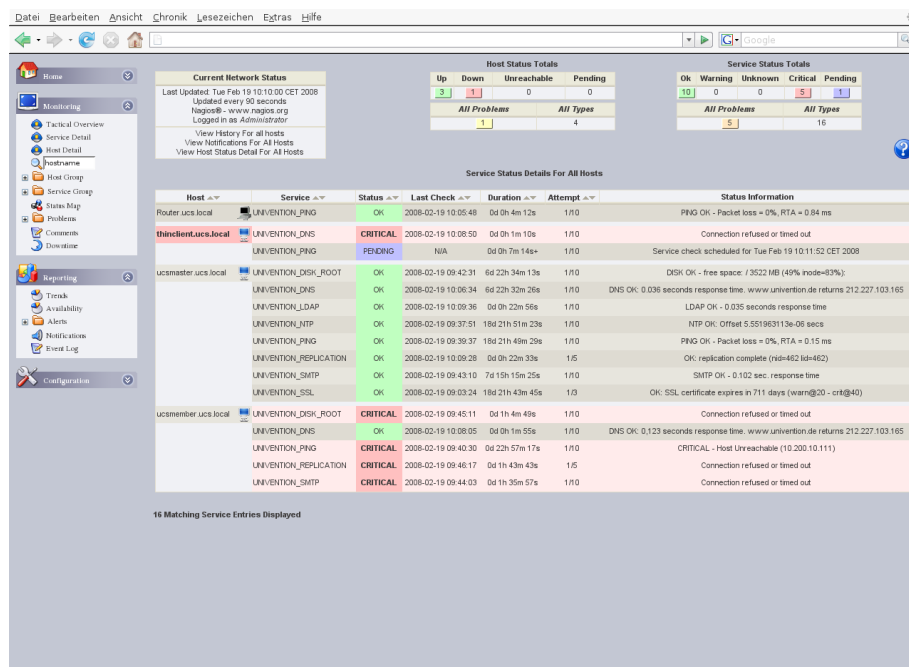 Datei Bearbeiten Ansicht Chronik Lesezeichen Extras Hilfe
G Google
Home
Monitoring
Tactical Overview
Service Detail
Host Detail
hostname
Host Group
Service Group
Status Map
Problems
Comments
Downtime
Reporting
Trends
Availability
Alerts
Notifications
Event Log
Configuration
Current Network Status
Last Updated: Tue Feb 19 10:10:00 CET 2008
Updated every 90 seconds
Nagios® - www.nagios.org
Logged in as Administrator
View History For all hosts
View Notifications For All Hosts
View Host Status Detail For All Hosts
Host Status Totals
Up Down Unreachable Pending
3 1 0 0
All Problems All Types
1 4
Service Status Totals
Ok Warning Unknown Critical Pending
10 0 0 5 1
All Problems All Types
5 16
?
Service Status Details For All Hosts
Host Service Status Last Check Duration Attempt Status Information
Router.ucs.local UNIVENTION_PING OK 2008-02-19 10:05:48 0d 0h 4m 12s 1/10 PING OK - Packet loss = 0%, RTA = 0.84 ms
thinclient.ucs.local UNIVENTION_DNS CRITICAL 2008-02-19 10:08:50 0d 0h 1m 10s 1/10 Connection refused or timed out
UNIVENTION_PING PENDING N/A 0d 0h 7m 14s+ 1/10 Service check scheduled for Tue Feb 19 10:11:52 CET 2008
ucsmaster.ucs.local UNIVENTION_DISK_ROOT OK 2008-02-19 09:42:31 6d 22h 34m 13s 1/10 DISK OK - free space: / 3522 MB (49% inode=83%):
UNIVENTION_DNS OK 2008-02-19 10:06:34 6d 22h 32m 26s 1/10 DNS OK: 0.036 seconds response time. www.univention.de returns 212.227.103.165
UNIVENTION_LDAP OK 2008-02-19 10:09:36 0d 0h 22m 56s 1/10 LDAP OK - 0.035 seconds response time
UNIVENTION_NTP OK 2008-02-19 09:37:51 18d 21h 51m 23s 1/10 NTP OK: Offset 5.551963113e-06 secs
UNIVENTION_PING OK 2008-02-19 09:39:37 18d 21h 49m 29s 1/10 PING OK - Packet loss = 0%, RTA = 0.15 ms
UNIVENTION_REPLICATION OK 2008-02-19 10:09:28 0d 0h 22m 33s 1/5 OK: replication complete (nid=462 lid=462)
UNIVENTION_SMTP OK 2008-02-19 09:43:10 7d 15h 15m 25s 1/10 SMTP OK - 0.102 sec. response time
UNIVENTION_SSL OK 2008-02-19 09:03:24 18d 21h 43m 45s 1/3 OK: SSL certificate expires in 711 days (warn@20 - crit@40)
ucsmember.ucs.local UNIVENTION_DISK_ROOT CRITICAL 2008-02-19 09:45:11 0d 1h 4m 49s 1/10 Connection refused or timed out
UNIVENTION_DNS OK 2008-02-19 10:08:05 0d 0h 1m 55s 1/10 DNS OK: 0,123 seconds response time. www.univention.de returns 212.227.103.165
UNIVENTION_PING CRITICAL 2008-02-19 09:40:30 0d 22h 57m 17s 1/10 CRITICAL - Host Unreachable (10.200.10.111)
UNIVENTION_REPLICATION CRITICAL 2008-02-19 09:46:17 0d 1h 43m 43s 1/5 Connection refused or timed out
UNIVENTION_SMTP CRITICAL 2008-02-19 09:44:03 0d 1h 35m 57s 1/10 Connection refused or timed out
16 Matching Service Entries Displayed